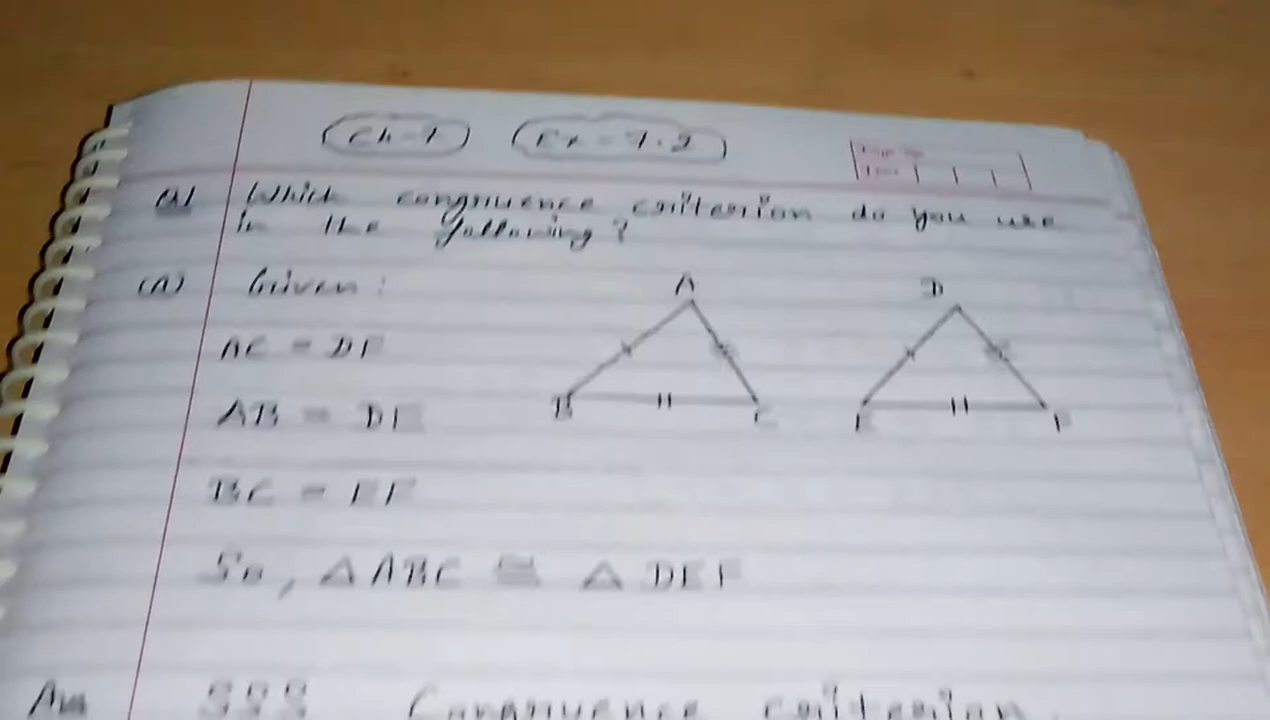 Ch-7 Ex-7.2
Q1 Which congruence criterion do you use
in the following?
(A) Given:
A
D
AC = DF
AB = DE
B
C
E
F
BC = EF
So, △ ABC ≅ △ DEF
Ans SSS Congruence criterion.